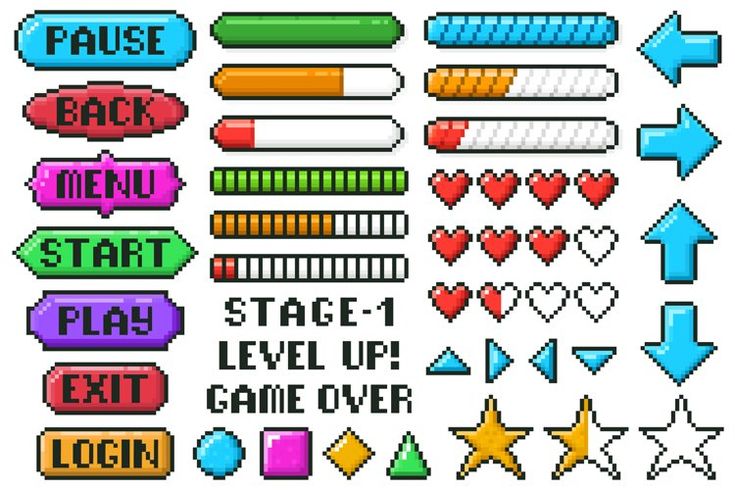 PAUSE
BACK
MENU
START
PLAY
EXIT
LOGIN
STAGE-1
LEVEL UP!
GAME OVER